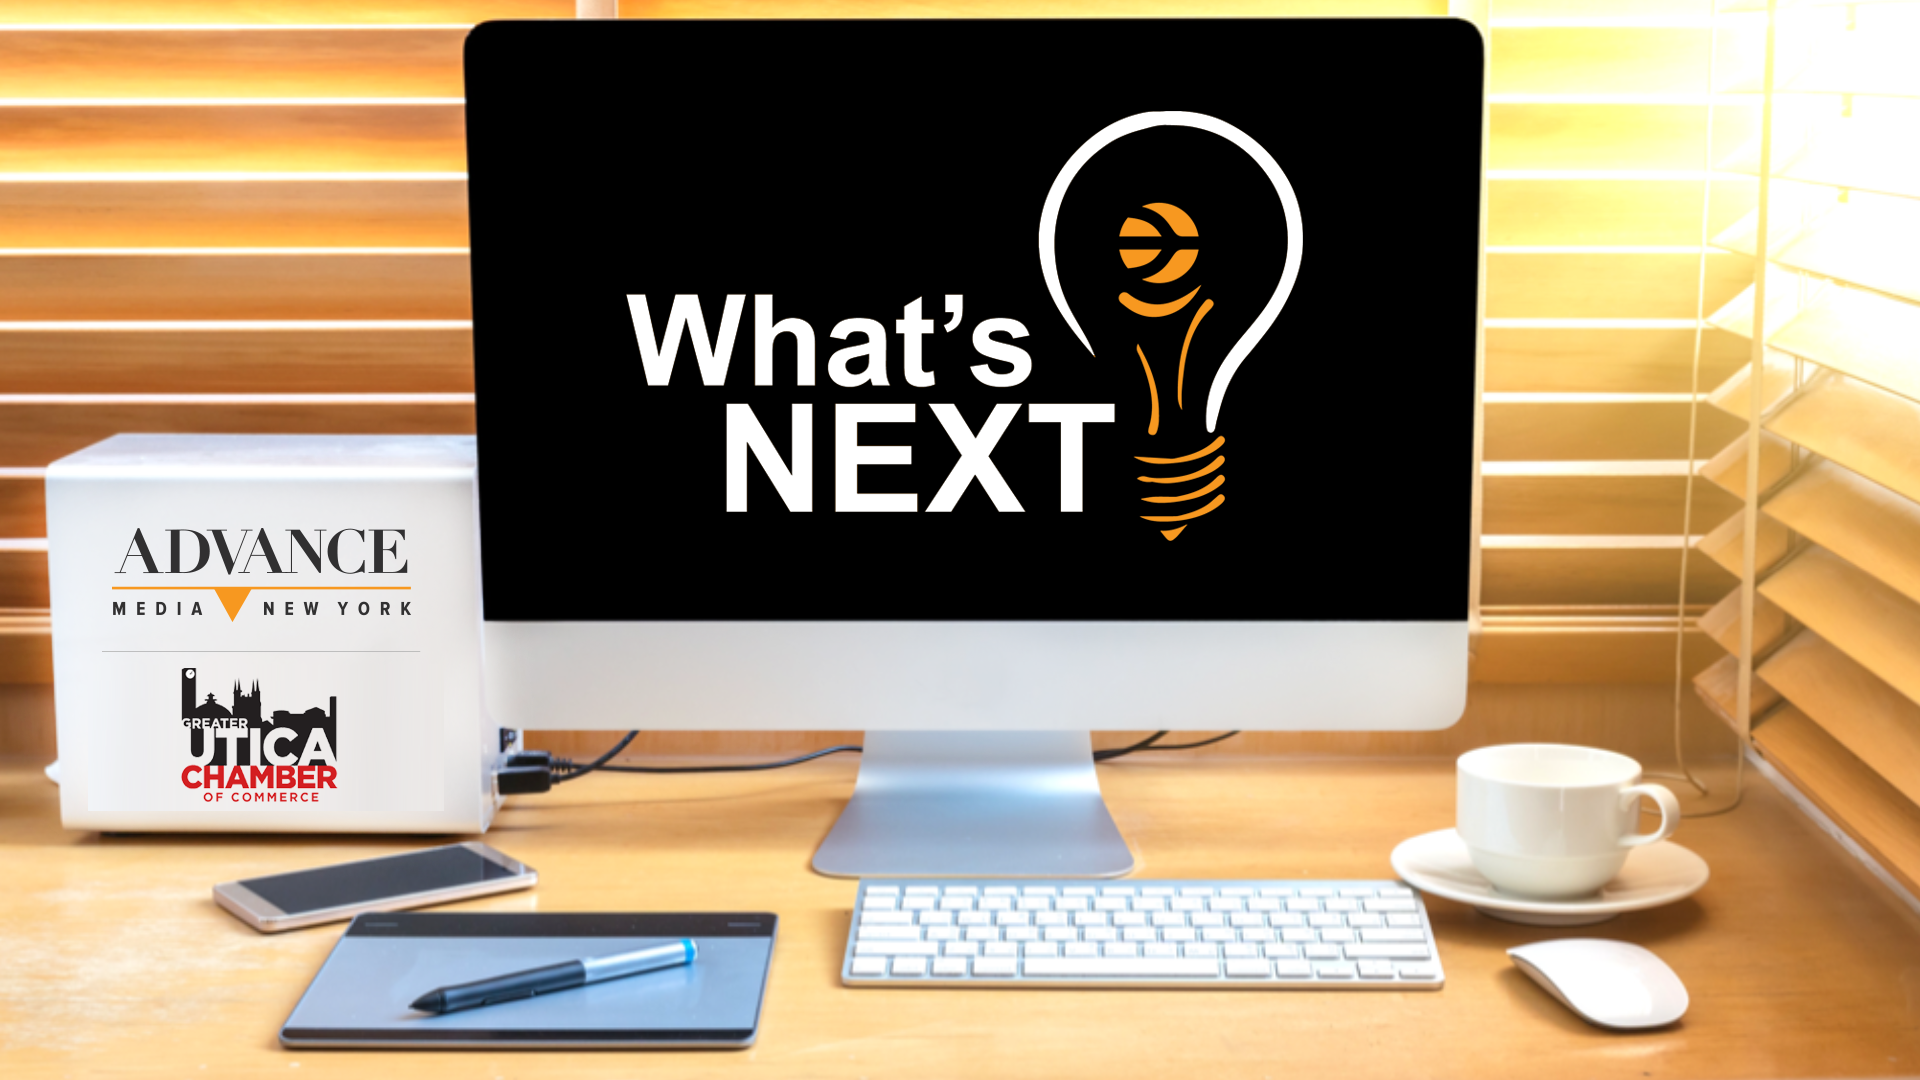 What's
NEXT
ADVANCE
MEDIA NEW YORK
GREATER
UTICA
CHAMBER
OF COMMERCE